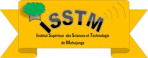 ISSTM
Institut Supérieur des Sciences et Technologie
de Mahajanga